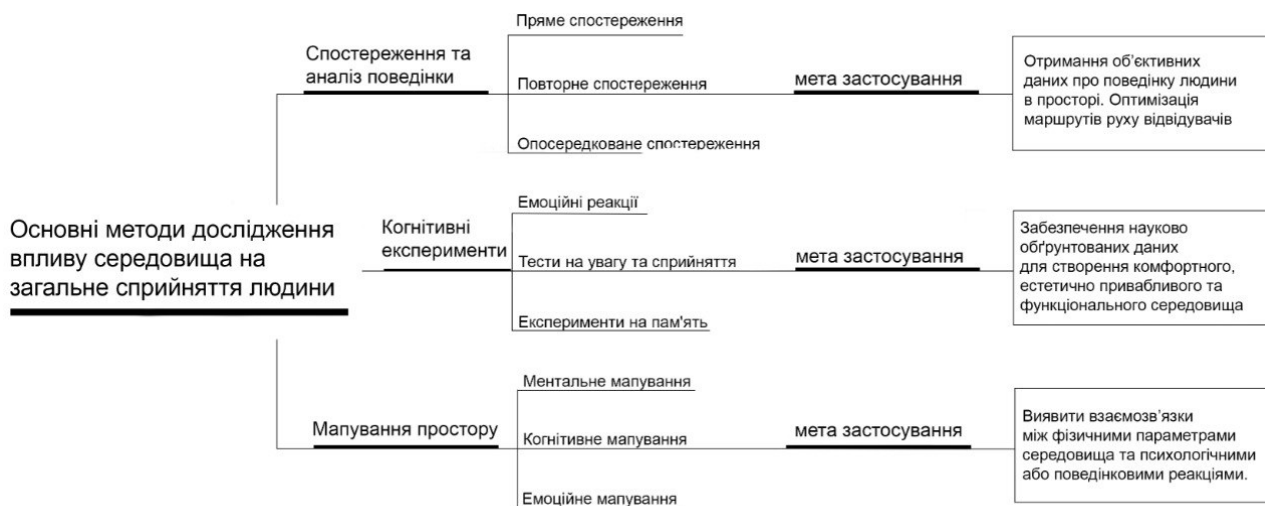 Основні методи дослідження
впливу середовища на
загальне сприйняття людини
Спостереження та
аналіз поведінки
Пряме спостереження
Повторне спостереження
Опосередковане спостереження
мета застосування
Отримання об’єктивних
даних про поведінку людини
в просторі. Оптимізація
маршрутів руху відвідувачів
Когнітивні
експерименти
Емоційні реакції
Тести на увагу та сприйняття
Експерименти на пам'ять
мета застосування
Забезпечення науково
обґрунтованих даних
для створення комфортного,
естетично привабливого та
функціонального середовища
Мапування простору
Ментальне мапування
Когнітивне мапування
Емоційне мапування
мета застосування
Виявити взаємозв’язки
між фізичними параметрами
середовища та психологічними
або поведінковими реакціями.